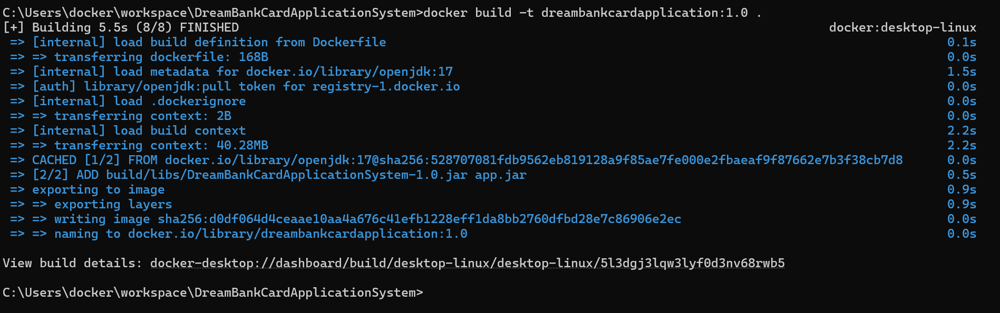 C:\Users\docker\workspace\DreamBankCardApplicationSystem>docker build -t dreambankcardapplication:1.0 .
[+] Building 5.5s (8/8) FINISHED docker:desktop-linux
=> [internal] load build definition from Dockerfile 0.1s
=> => transferring dockerfile: 168B 0.0s
=> [internal] load metadata for docker.io/library/openjdk:17 1.5s
=> [auth] library/openjdk:pull token for registry-1.docker.io 0.0s
=> [internal] load .dockerignore 0.0s
=> => transferring context: 2B 0.0s
=> [internal] load build context 2.2s
=> => transferring context: 40.28MB 2.2s
=> CACHED [1/2] FROM docker.io/library/openjdk:17@sha256:528707081fdb9562eb819128a9f85ae7fe000e2fbaeaf9f87662e7b3f38cb7d8 0.0s
=> [2/2] ADD build/libs/DreamBankCardApplicationSystem-1.0.jar app.jar 0.5s
=> exporting to image 0.9s
=> => exporting layers 0.9s
=> => writing image sha256:d0df064d4ceaae10aa4a676c41efb1228eff1da8bb2760dfbd28e7c86906e2ec 0.0s
=> => naming to docker.io/library/dreambankcardapplication:1.0 0.0s
View build details: docker-desktop://dashboard/build/desktop-linux/desktop-linux/5l3dgj3lqw3lyf0d3nv68rwb5
C:\Users\docker\workspace\DreamBankCardApplicationSystem>